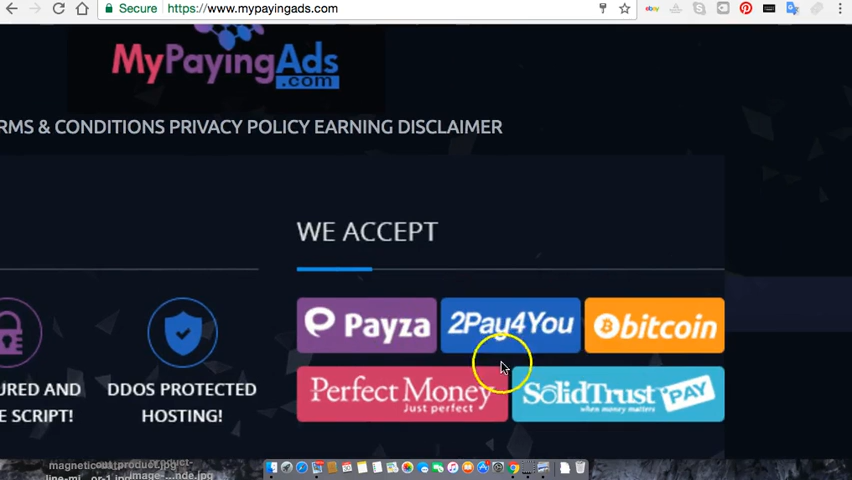 Secure https://www.mypayingads.com
ebay
MyPayingAds
.com
RMS & CONDITIONS PRIVACY POLICY EARNING DISCLAIMER
WE ACCEPT
Payza
2Pay4You
bitcoin
URED AND
E SCRIPT!
DDOS PROTECTED
HOSTING!
Perfect Money
Just perfect
SolidTrust PAY
when money matters